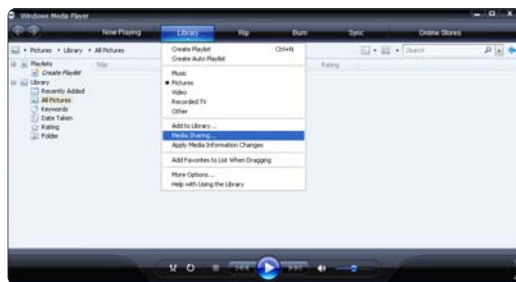 Windows Media Player
Now Playing Library Rip Burn Sync Online Stores
Pictures Library All Pictures Search
Create Playlist Ctrl+N
Create Auto Playlist
Music
Pictures
Video
Recorded TV
Other
Add to Library...
Media Sharing...
Apply Media Information Changes
Add Favorites to List When Dragging
More Options...
Help with Using the Library
Playlists
Create Playlist
Library
Recently Added
All Pictures
Keywords
Date Taken
Rating
Folder
Title
Rating